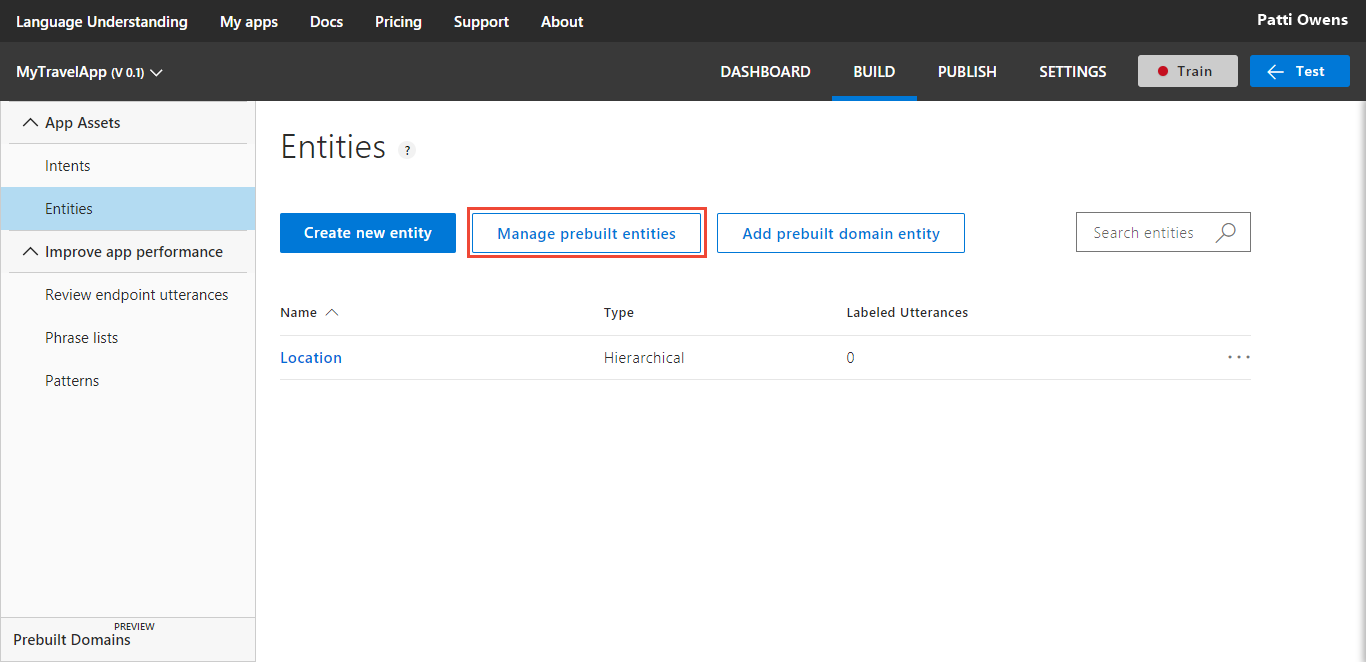 Language Understanding My apps Docs Pricing Support About Patti Owens
MyTravelApp (V 0.1) DASHBOARD BUILD PUBLISH SETTINGS Train Test
App Assets
Intents
Entities
Improve app performance
Review endpoint utterances
Phrase lists
Patterns
PREVIEW
Prebuilt Domains
Entities ?
Create new entity Manage prebuilt entities Add prebuilt domain entity Search entities
Name Type Labeled Utterances
Location Hierarchical 0